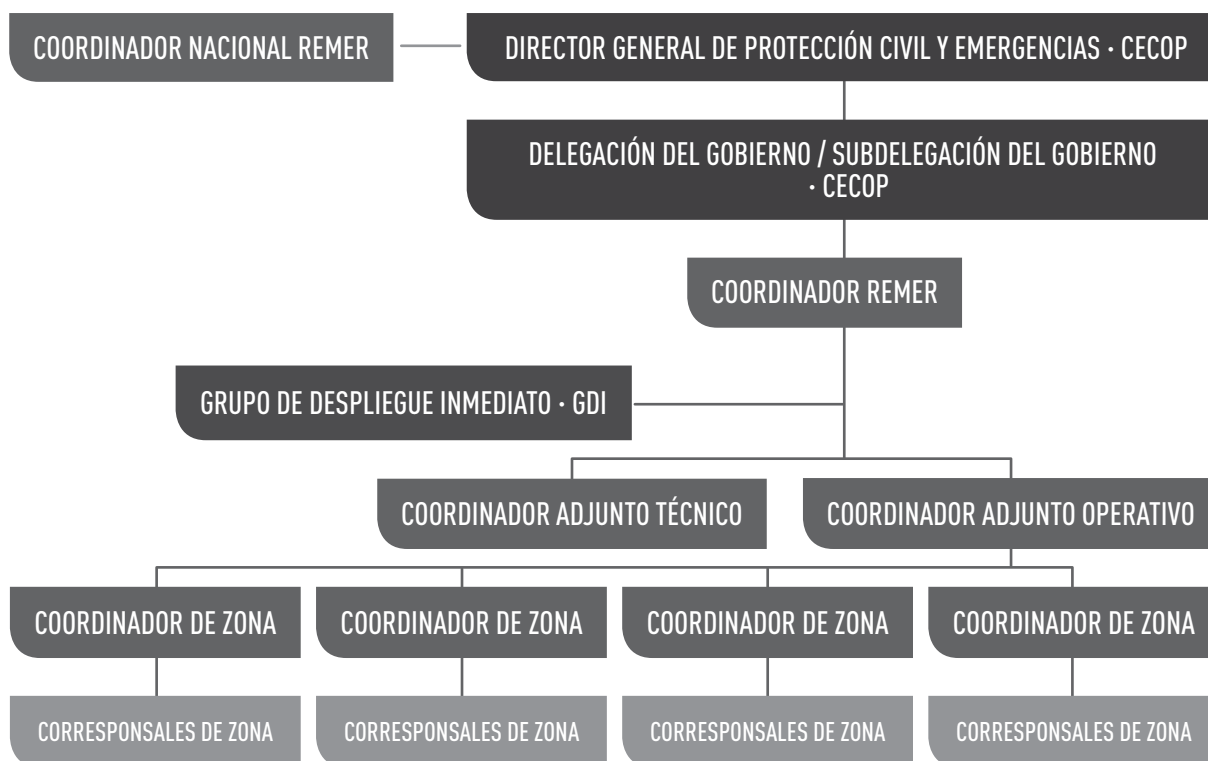 COORDINADOR NACIONAL REMER
DIRECTOR GENERAL DE PROTECCIÓN CIVIL Y EMERGENCIAS · CECOP
DELEGACIÓN DEL GOBIERNO / SUBDELEGACIÓN DEL GOBIERNO
· CECOP
COORDINADOR REMER
GRUPO DE DESPLIEGUE INMEDIATO · GDI
COORDINADOR ADJUNTO TÉCNICO
COORDINADOR ADJUNTO OPERATIVO
COORDINADOR DE ZONA
COORDINADOR DE ZONA
COORDINADOR DE ZONA
COORDINADOR DE ZONA
CORRESPONSALES DE ZONA
CORRESPONSALES DE ZONA
CORRESPONSALES DE ZONA
CORRESPONSALES DE ZONA